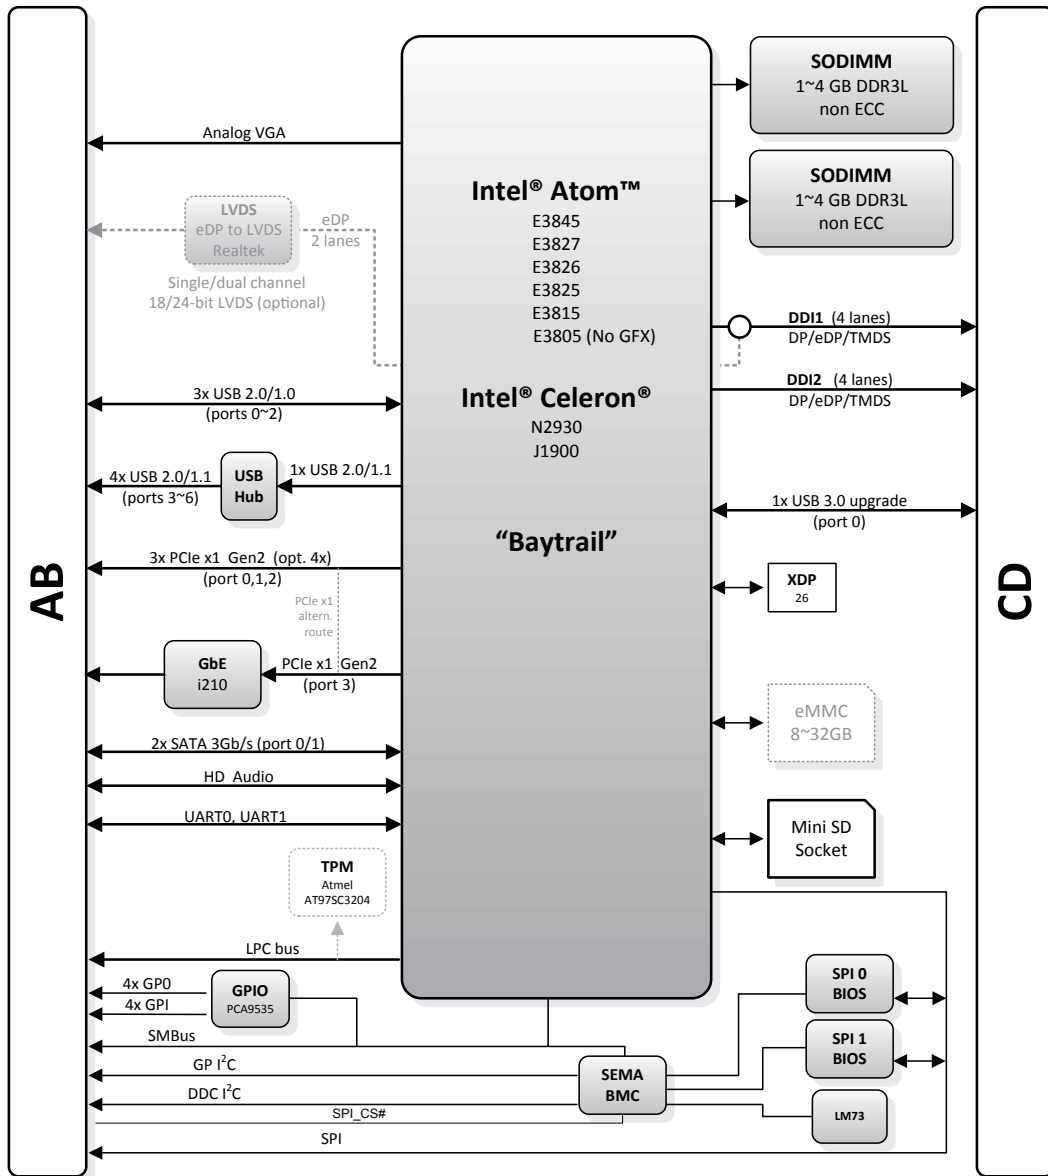 AB
CD
Analog VGA
LVDS
eDP to LVDS
Realtek
eDP
2 lanes
Single/dual channel
18/24-bit LVDS (optional)
3x USB 2.0/1.0
(ports 0~2)
4x USB 2.0/1.1
(ports 3~6)
USB
Hub
1x USB 2.0/1.1
3x PCIe x1 Gen2 (opt. 4x)
(port 0,1,2)
PCIe x1
altern.
route
GbE
i210
PCIe x1 Gen2
(port 3)
2x SATA 3Gb/s (port 0/1)
HD Audio
UART0, UART1
TPM
Atmel
AT97SC3204
LPC bus
4x GP0
4x GPI
GPIO
PCA9535
SMBus
GP I²C
DDC I²C
SPI_CS#
SPI
Intel® Atom™
E3845
E3827
E3826
E3825
E3815
E3805 (No GFX)
Intel® Celeron®
N2930
J1900
“Baytrail”
SODIMM
1~4 GB DDR3L
non ECC
SODIMM
1~4 GB DDR3L
non ECC
DDI1 (4 lanes)
DP/eDP/TMDS
DDI2 (4 lanes)
DP/eDP/TMDS
1x USB 3.0 upgrade
(port 0)
XDP
26
eMMC
8~32GB
Mini SD
Socket
SPI 0
BIOS
SPI 1
BIOS
SEMA
BMC
LM73